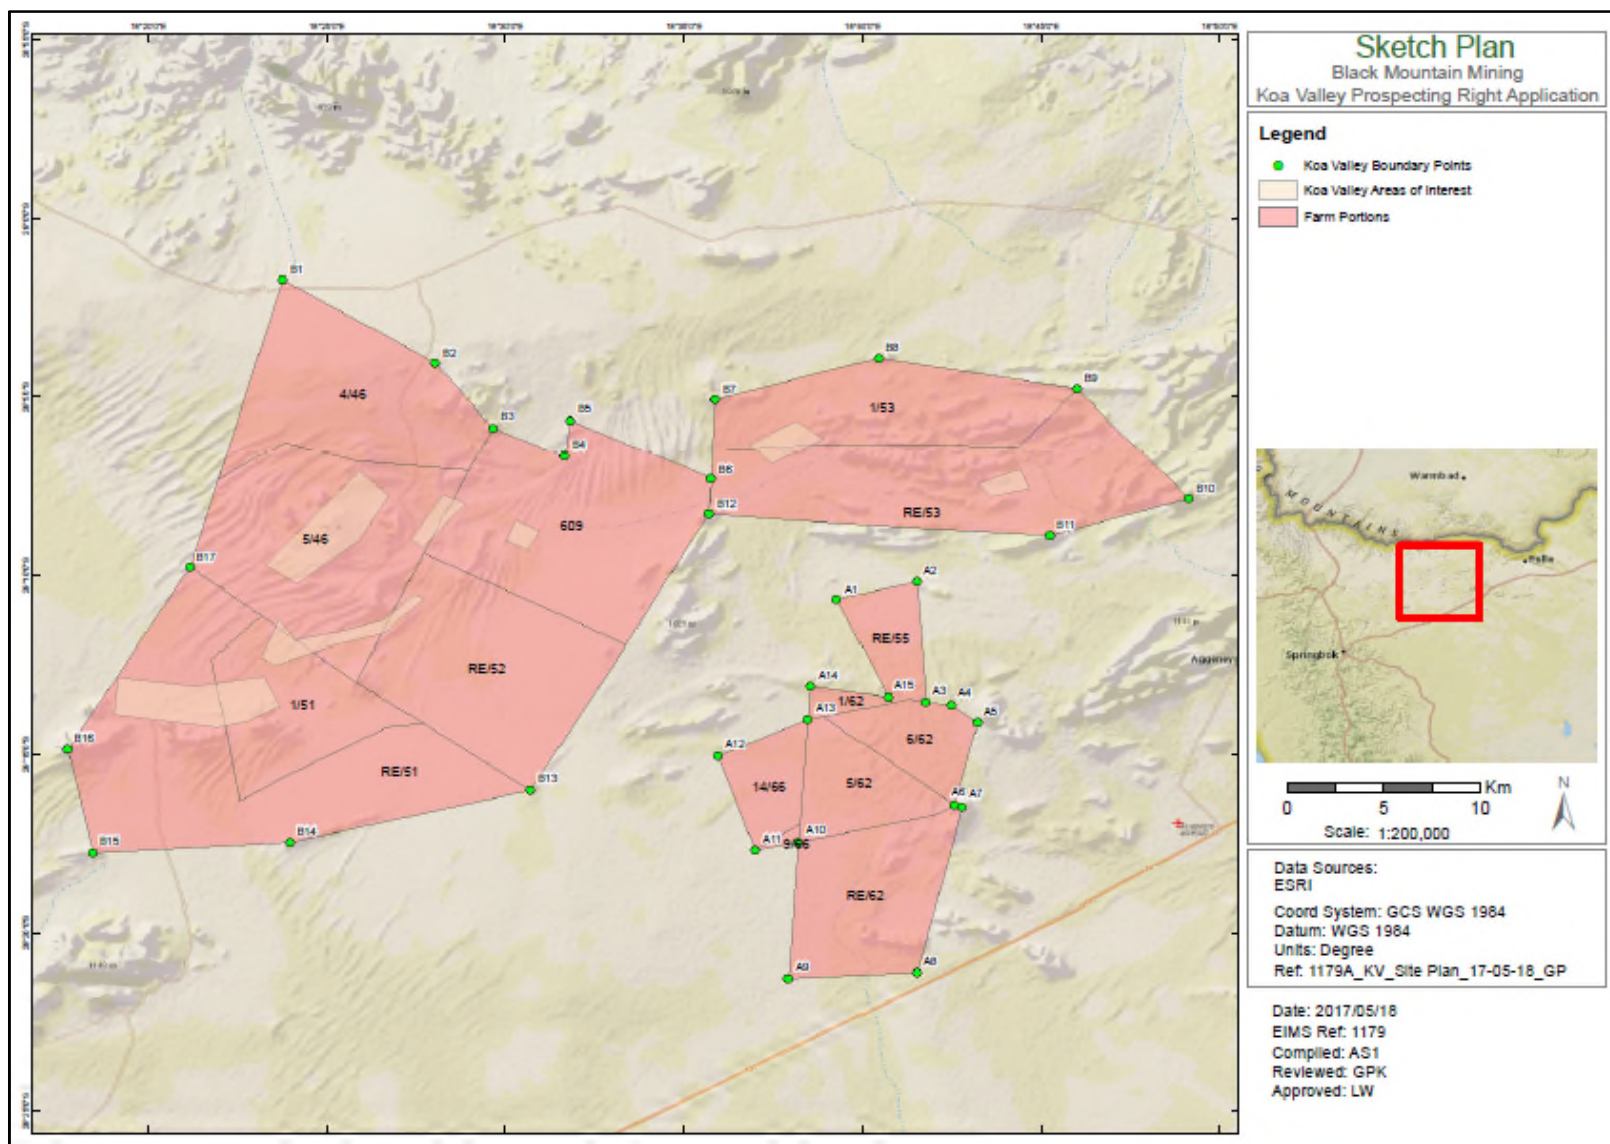 Sketch Plan
Black Mountain Mining
Koa Valley Prospecting Right Application
Legend
Koa Valley Boundary Points
Koa Valley Areas of Interest
Farm Portions
B1
B2
4/46
B3
B5
B4
B8
B7
B9
1/53
B6
B12
B10
RE/53
B11
609
5/46
B17
A2
A1
RE/55
RE/52
A14
A15
A3
A4
1/62
A13
A5
1/51
6/62
B16
A12
RE/51
B13
14/66
5/62
A6
A7
B14
B15
A11
A10
9/66
RE/62
A9
A8
Warmbad
MOUNTAINS
Pella
Springbok
Km
0
5
10
N
Scale: 1:200,000
Data Sources:
ESRI
Coord System: GCS WGS 1984
Datum: WGS 1984
Units: Degree
Ref: 1179A_KV_Site Plan_17-05-18_GP
Date: 2017/05/18
EIMS Ref: 1179
Compiled: AS1
Reviewed: GPK
Approved: LW